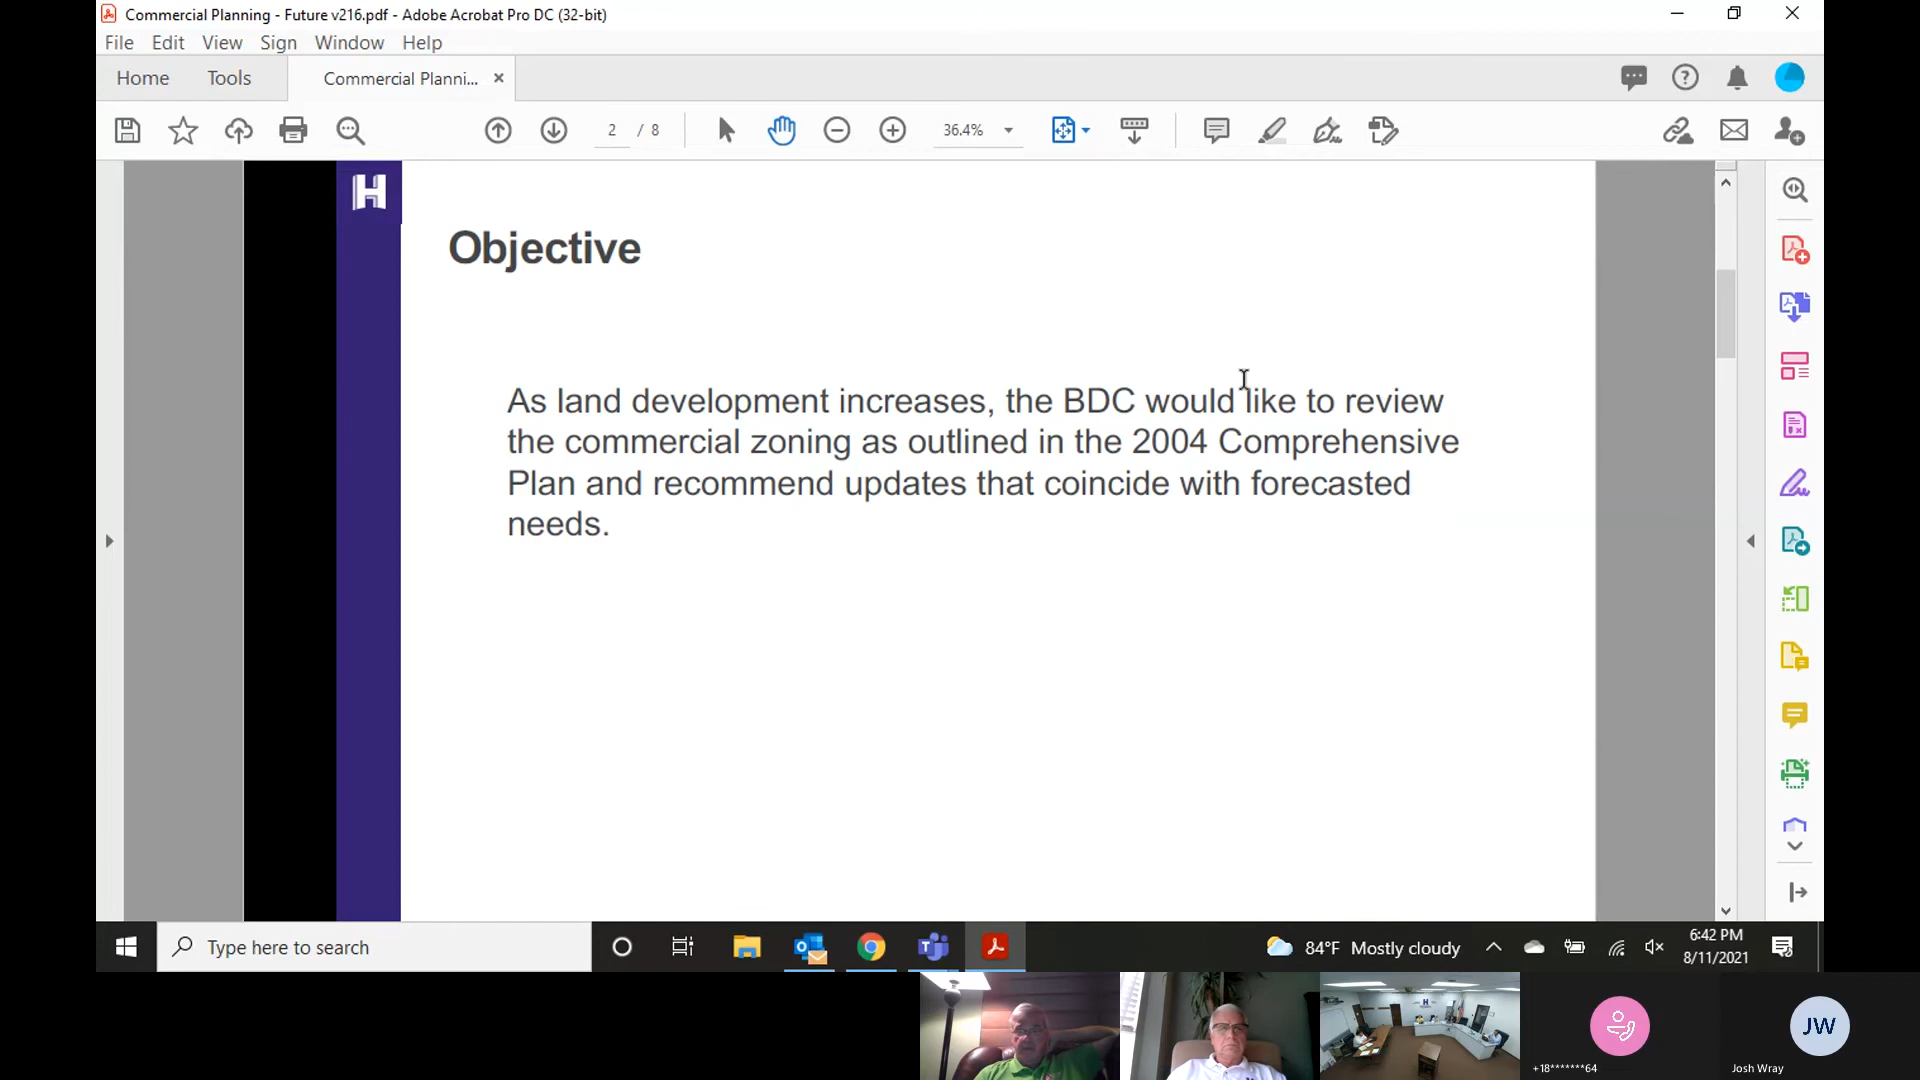 Commercial Planning - Future v216.pdf - Adobe Acrobat Pro DC (32-bit)
File Edit View Sign Window Help
Home Tools Commercial Planni... ×
2 / 8 36.4%
H
Objective
As land development increases, the BDC would like to review
the commercial zoning as outlined in the 2004 Comprehensive
Plan and recommend updates that coincide with forecasted
needs.
Type here to search
84°F Mostly cloudy
6:42 PM
8/11/2021
H
JW
+18*******64
Josh Wray